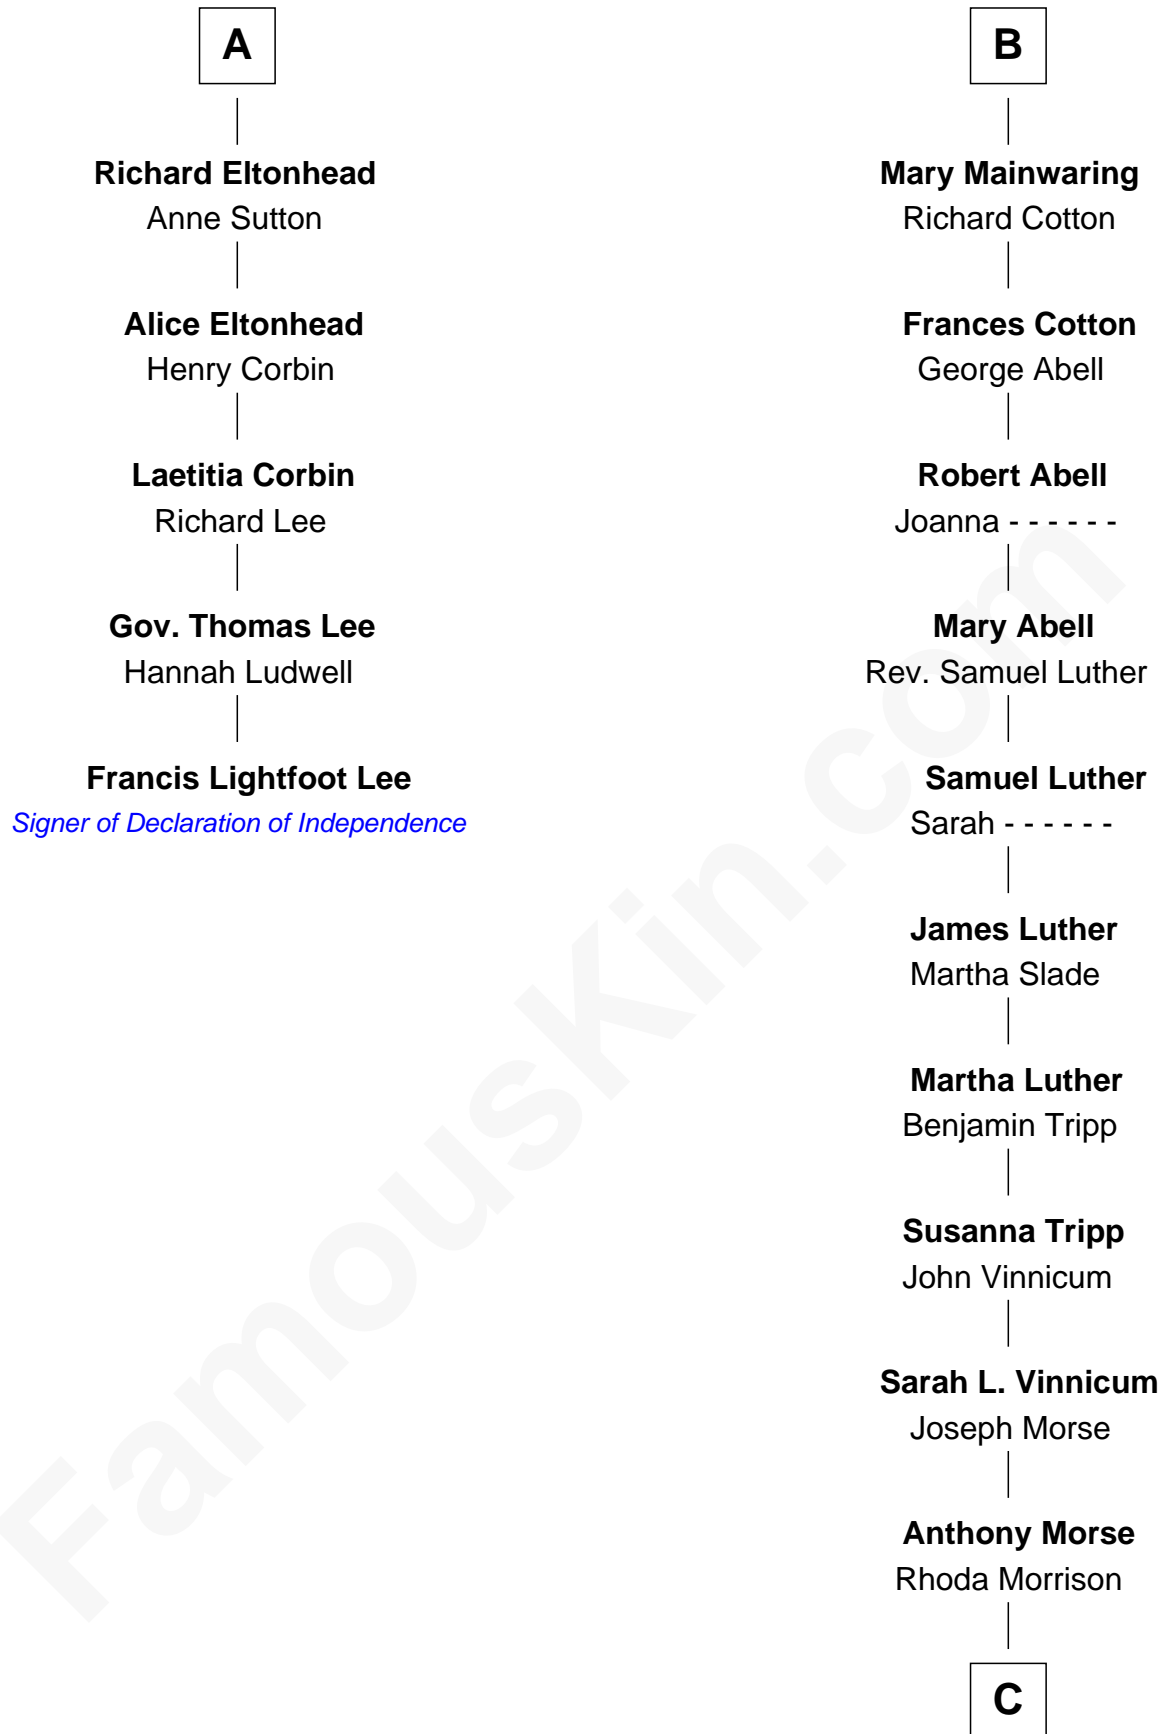 A
Richard Eltonhead
Anne Sutton
Alice Eltonhead
Henry Corbin
Laetitia Corbin
Richard Lee
Gov. Thomas Lee
Hannah Ludwell
Francis Lightfoot Lee
Signer of Declaration of Independence
B
Mary Mainwaring
Richard Cotton
Frances Cotton
George Abell
Robert Abell
Joanna - - - - - -
Mary Abell
Rev. Samuel Luther
Samuel Luther
Sarah - - - - - -
James Luther
Martha Slade
Martha Luther
Benjamin Tripp
Susanna Tripp
John Vinnicum
Sarah L. Vinnicum
Joseph Morse
Anthony Morse
Rhoda Morrison
C
FamousKin.com